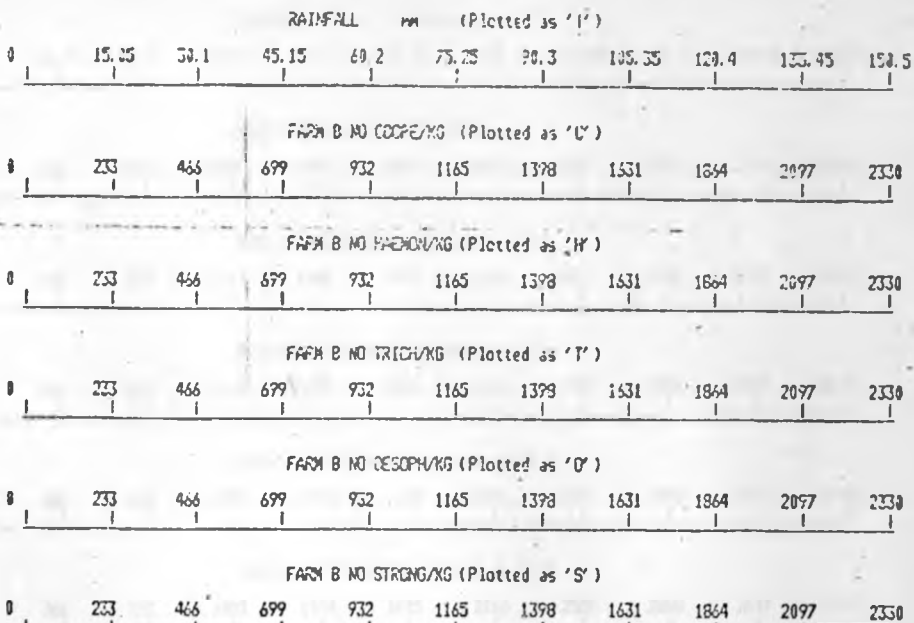 RAINFALL MM (Plotted as 'I')
0 15.05 30.1 45.15 60.2 75.25 90.3 105.35 120.4 135.45 150.5
FARM B NO COOPE/KG (Plotted as 'C')
0 233 466 699 932 1165 1398 1631 1864 2097 2330
FARM B NO HAEMON/KG (Plotted as 'H')
0 233 466 699 932 1165 1398 1631 1864 2097 2330
FARM B NO TRICH/KG (Plotted as 'T')
0 233 466 699 932 1165 1398 1631 1864 2097 2330
FARM B NO OESOPH/KG (Plotted as 'O')
0 233 466 699 932 1165 1398 1631 1864 2097 2330
FARM B NO STRONG/KG (Plotted as 'S')
0 233 466 699 932 1165 1398 1631 1864 2097 2330